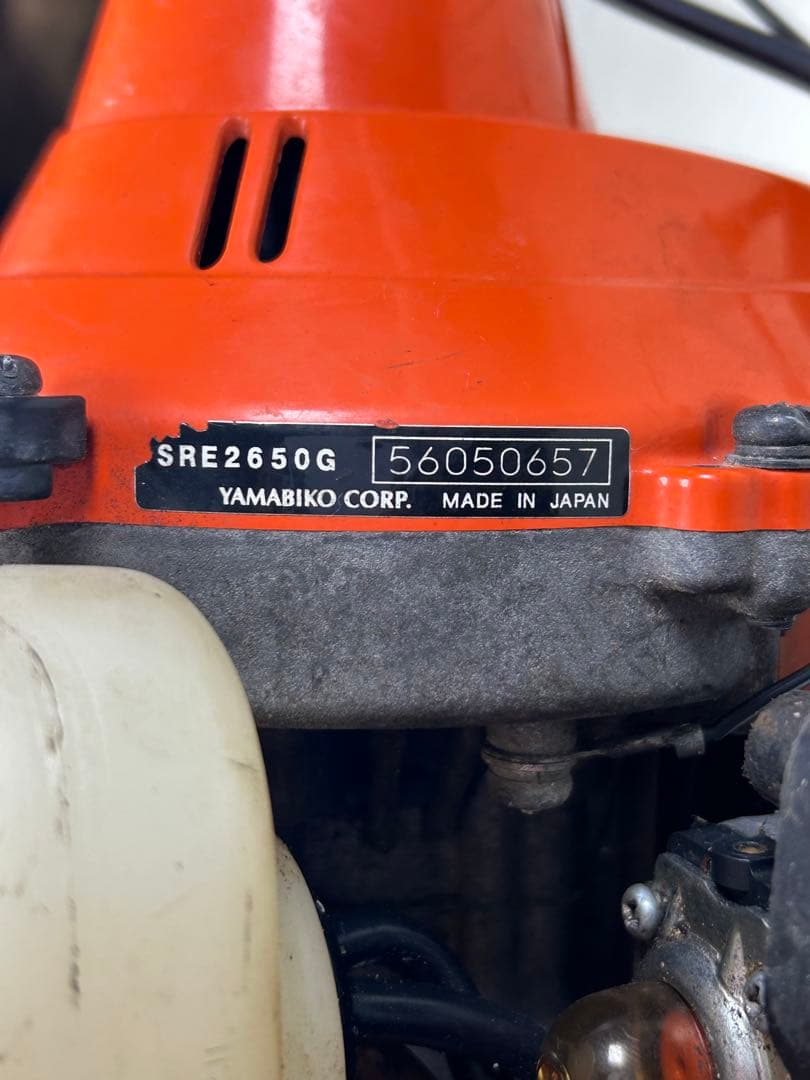 SRE2650G 56050657
YAMABIKO CORP. MADE IN JAPAN